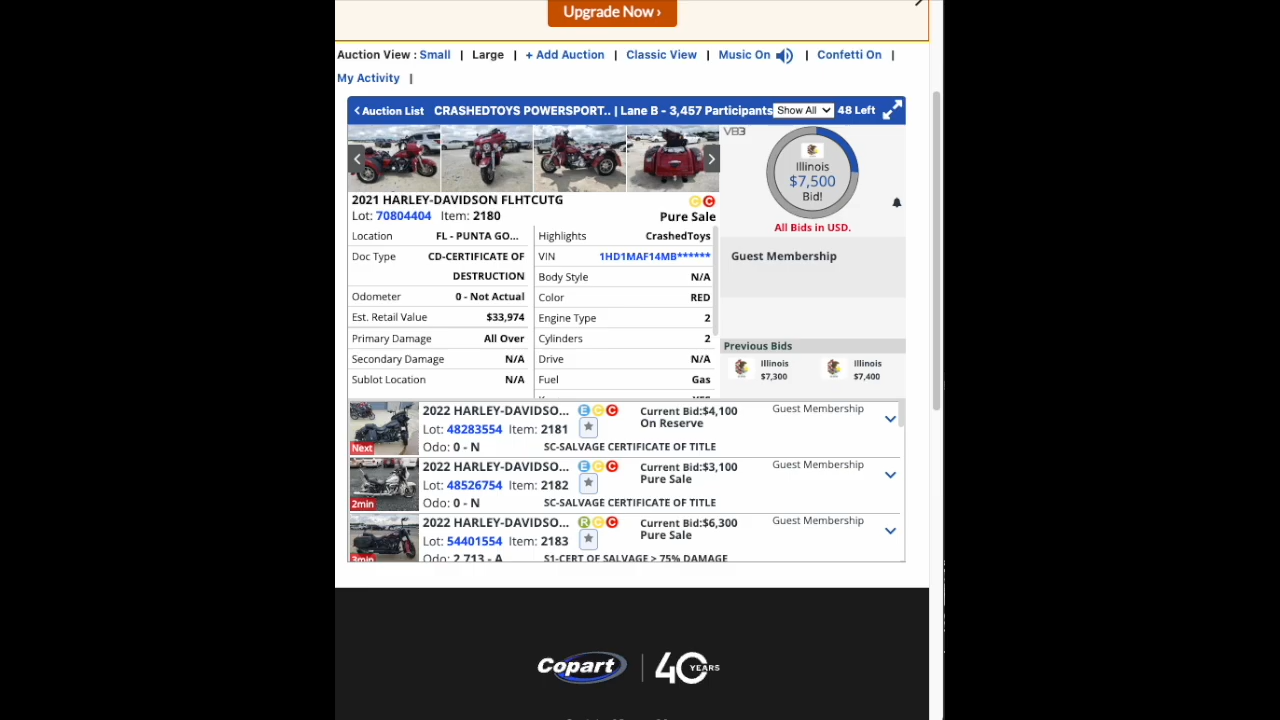 Upgrade Now ›
Auction View : Small | Large | + Add Auction | Classic View | Music On | Confetti On |
My Activity |
Auction List CRASHEDTOYS POWERSPORT.. | Lane B - 3,457 Participants Show All 48 Left
V83
Illinois
$7,500
Bid!
All Bids in USD.
2021 HARLEY-DAVIDSON FLHTCUTG C C
Lot: 70804404 Item: 2180 Pure Sale
Location FL - PUNTA GO...
Doc Type CD-CERTIFICATE OF
DESTRUCTION
Odometer 0 - Not Actual
Est. Retail Value $33,974
Primary Damage All Over
Secondary Damage N/A
Sublot Location N/A
Highlights CrashedToys
VIN 1HD1MAF14MB******
Body Style N/A
Color RED
Engine Type 2
Cylinders 2
Drive N/A
Fuel Gas
Guest Membership
Previous Bids
Illinois
$7,300
Illinois
$7,400
Next
2022 HARLEY-DAVIDSO... E C C Current Bid:$4,100 Guest Membership
Lot: 48283554 Item: 2181 On Reserve
Odo: 0 - N SC-SALVAGE CERTIFICATE OF TITLE
2min
2022 HARLEY-DAVIDSO... E C C Current Bid:$3,100 Guest Membership
Lot: 48526754 Item: 2182 Pure Sale
Odo: 0 - N SC-SALVAGE CERTIFICATE OF TITLE
3min
2022 HARLEY-DAVIDSO... R C C Current Bid:$6,300 Guest Membership
Lot: 54401554 Item: 2183 Pure Sale
Odo: 2,713 - A S1-CERT OF SALVAGE > 75% DAMAGE
Copart | 40 YEARS